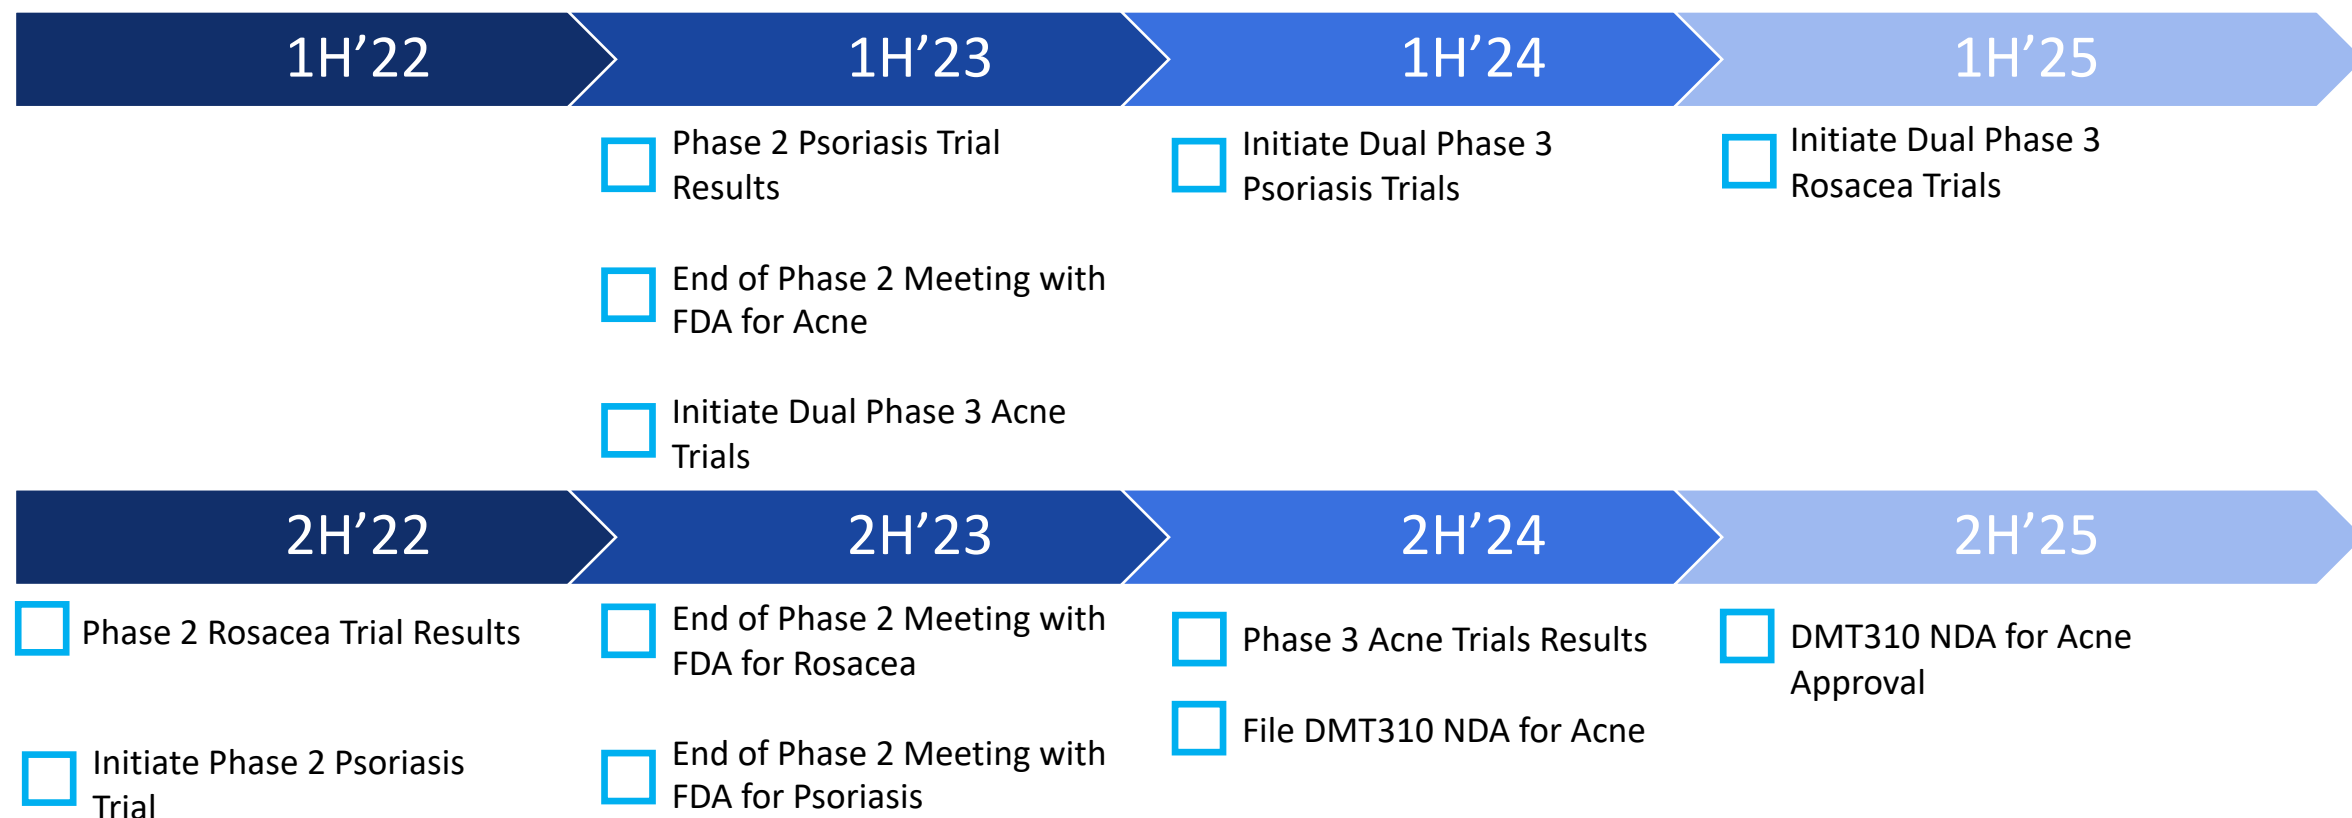 1H’22
1H’23
1H’24
1H’25
Phase 2 Psoriasis Trial
Results
End of Phase 2 Meeting with
FDA for Acne
Initiate Dual Phase 3 Acne
Trials
Initiate Dual Phase 3
Psoriasis Trials
Initiate Dual Phase 3
Rosacea Trials
2H’22
2H’23
2H’24
2H’25
Phase 2 Rosacea Trial Results
Initiate Phase 2 Psoriasis
Trial
End of Phase 2 Meeting with
FDA for Rosacea
End of Phase 2 Meeting with
FDA for Psoriasis
Phase 3 Acne Trials Results
File DMT310 NDA for Acne
DMT310 NDA for Acne
Approval